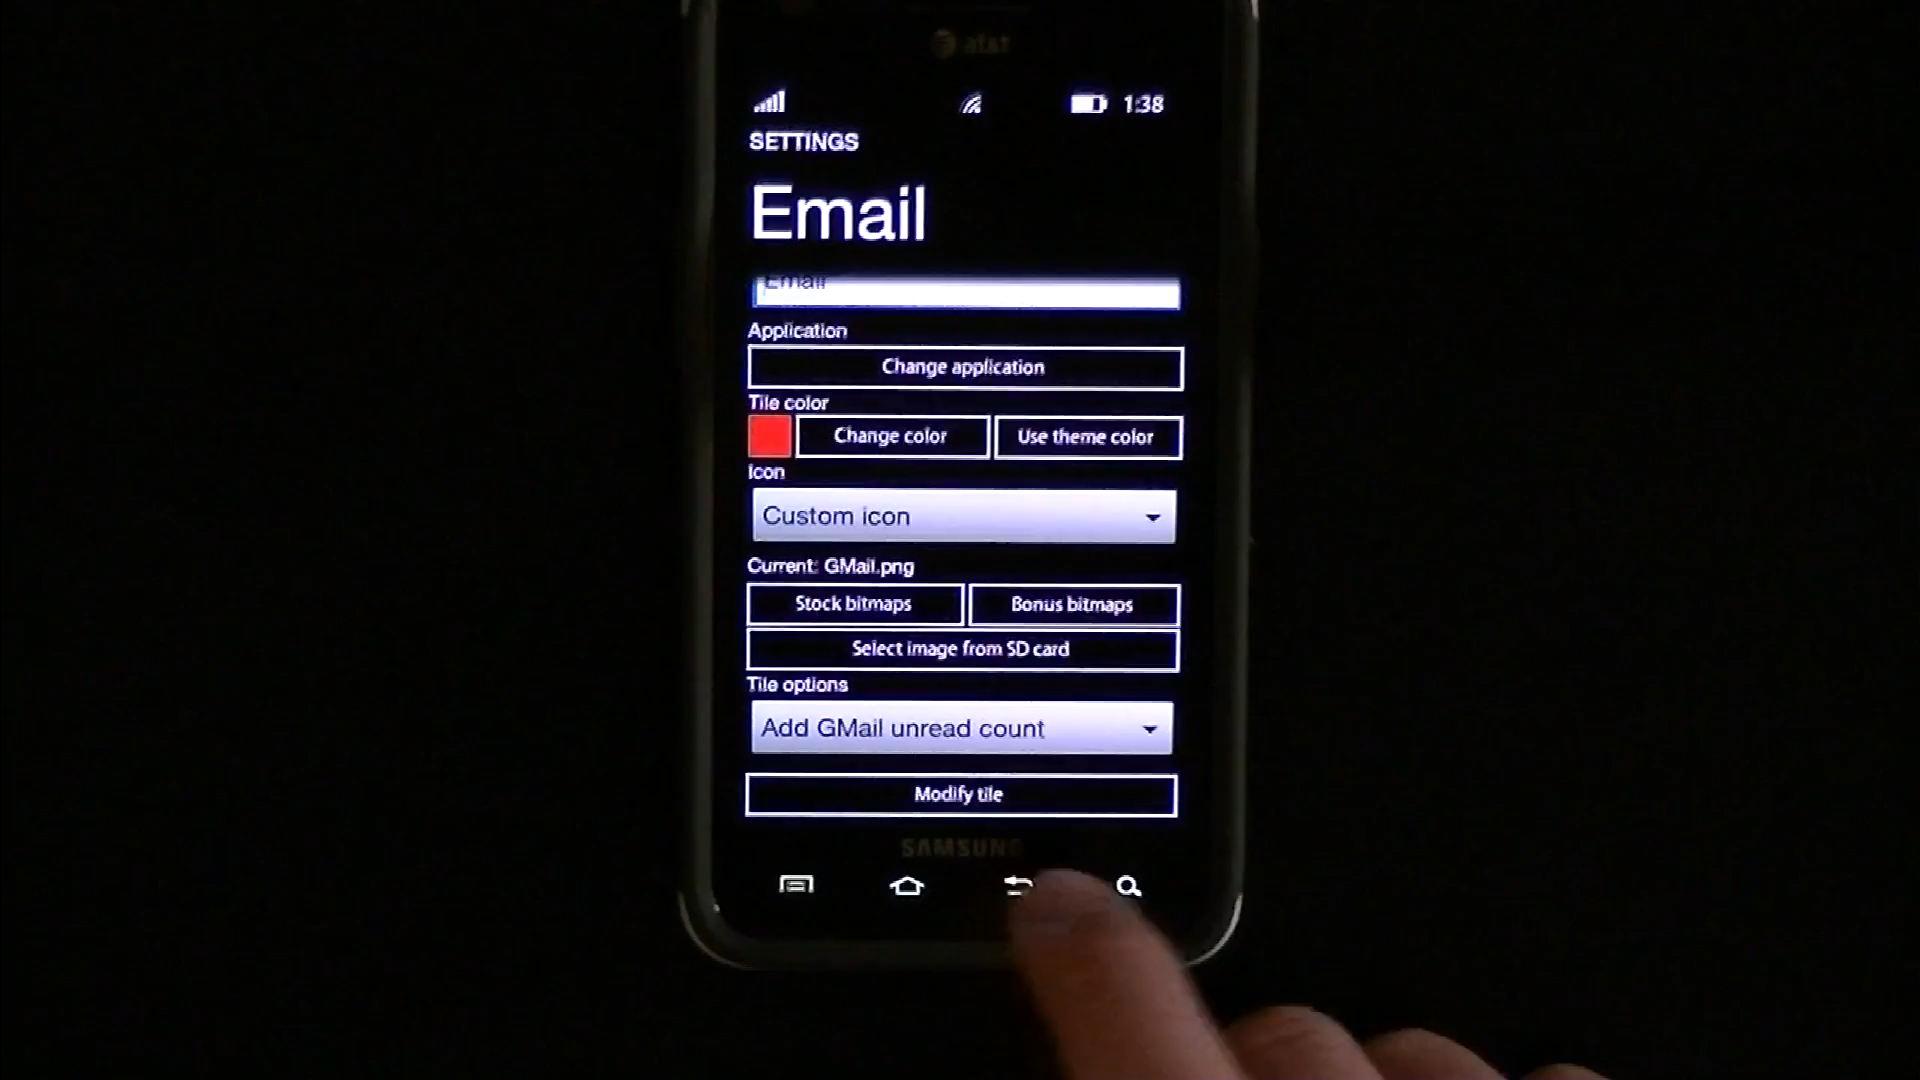 at&t
1:38
SETTINGS
Email
Email
Application
Change application
Tile color
Change color
Use theme color
Icon
Custom icon
Current: GMail.png
Stock bitmaps
Bonus bitmaps
Select image from SD card
Tile options
Add GMail unread count
Modify tile
SAMSUNG